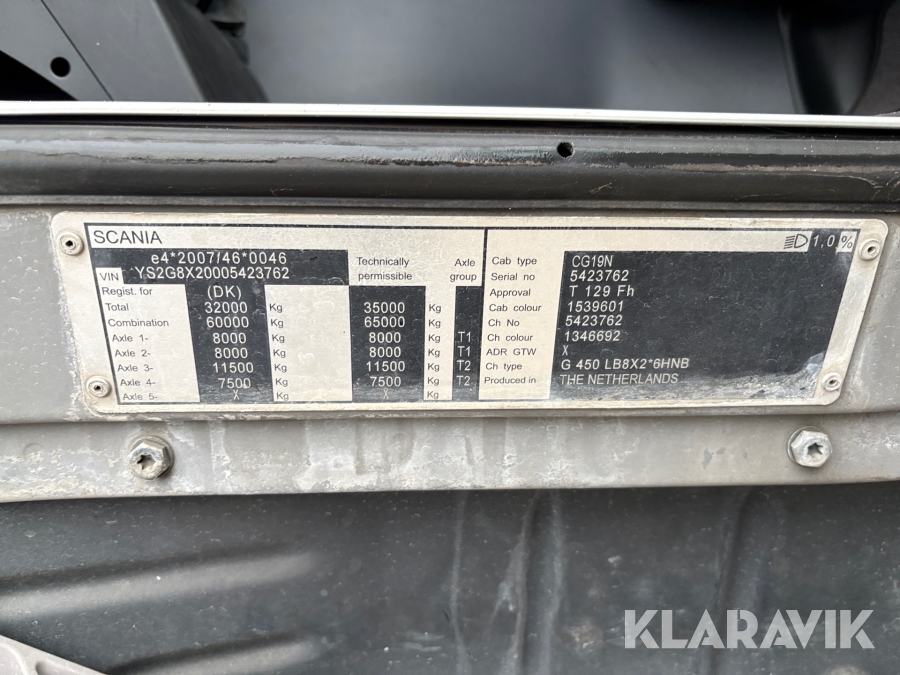 SCANIA
e4*2007/46*0046
VIN YS2G8X20005423762
Technically permissible
Axle group
Regist. for (DK)
Total 32000 Kg 35000 Kg
Combination 60000 Kg 65000 Kg
Axle 1- 8000 Kg 8000 Kg T1
Axle 2- 8000 Kg 8000 Kg T1
Axle 3- 11500 Kg 11500 Kg T2
Axle 4- 7500 Kg 7500 Kg T2
Axle 5- X Kg X Kg
1,0 %
Cab type CG19N
Serial no 5423762
Approval T 129 Fh
Cab colour 1539601
Ch No 5423762
Ch colour 1346692
ADR GTW X
Ch type G 450 LB8X2*6HNB
Produced in THE NETHERLANDS
KLARAVIK